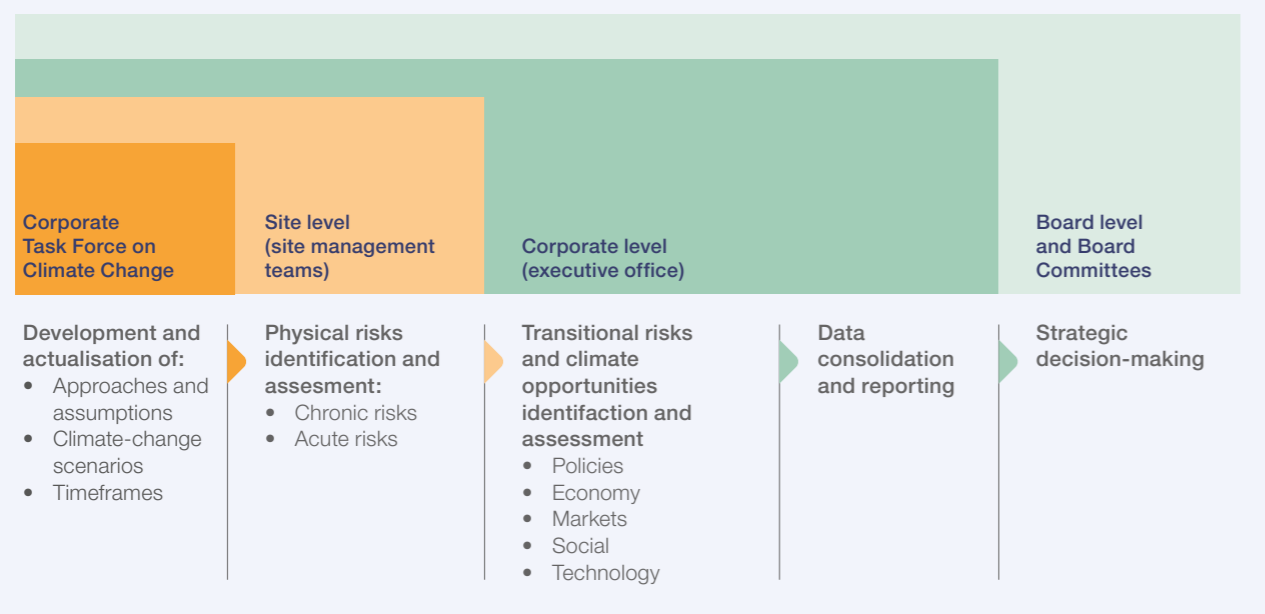 Corporate
Task Force on
Climate Change
Site level
(site management
teams)
Corporate level
(executive office)
Board level
and Board
Committees
Development and
actualisation of:
• Approaches and
assumptions
• Climate-change
scenarios
• Timeframes
Physical risks
identification and
assesment:
• Chronic risks
• Acute risks
Transitional risks
and climate
opportunities
identifaction and
assessment
• Policies
• Economy
• Markets
• Social
• Technology
Data
consolidation
and reporting
Strategic
decision-making